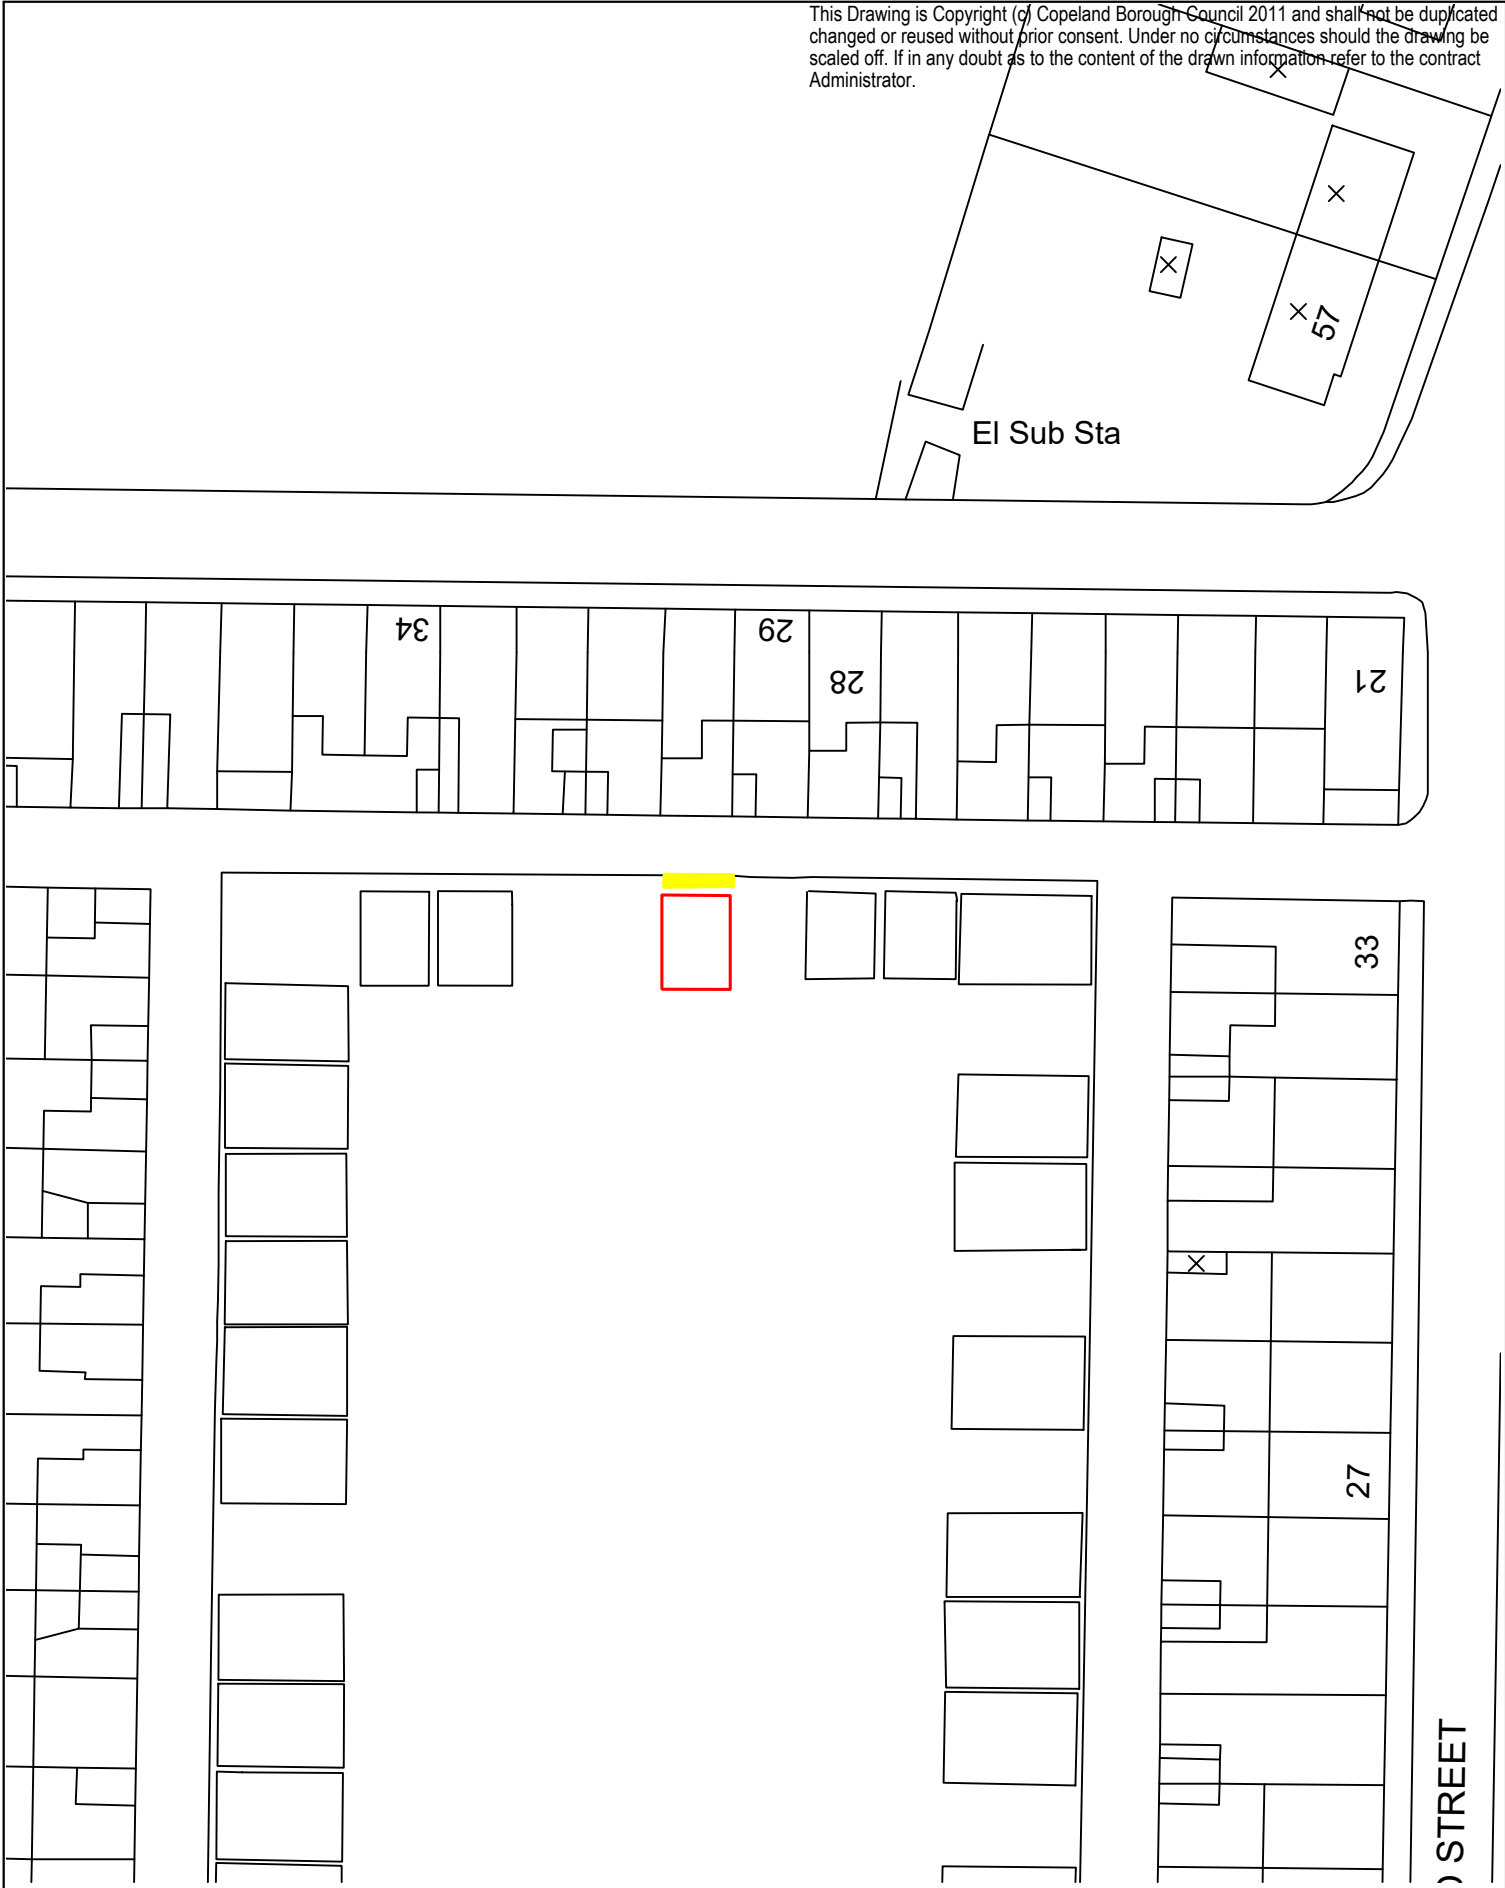 This Drawing is Copyright (c) Copeland Borough Council 2011 and shall not be duplicated
changed or reused without prior consent. Under no circumstances should the drawing be
scaled off. If in any doubt as to the content of the drawn information refer to the contract
Administrator.
57
El Sub Sta
34
29
28
21
33
27
STREET